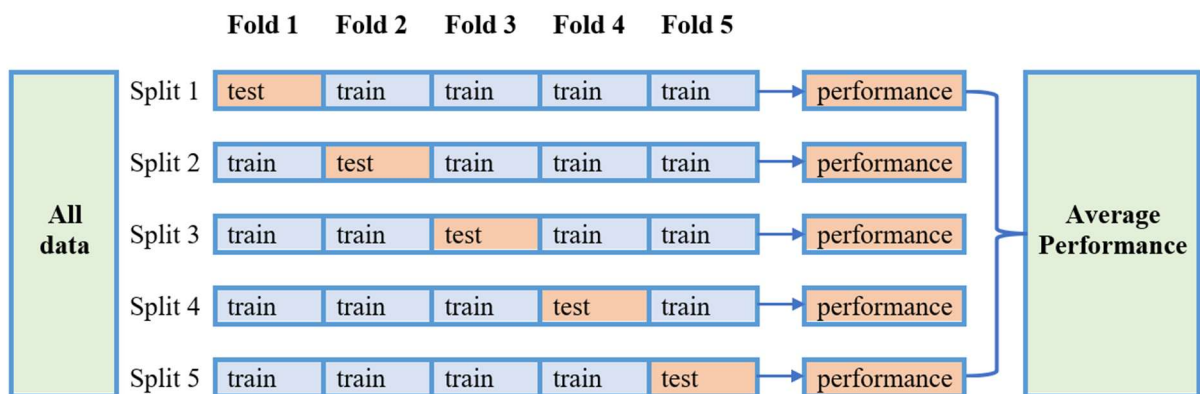 Fold 1 Fold 2 Fold 3 Fold 4 Fold 5
Split 1 test train train train train performance
Split 2 train test train train train performance
All data
Split 3 train train test train train performance
Average Performance
Split 4 train train train test train performance
Split 5 train train train train test performance